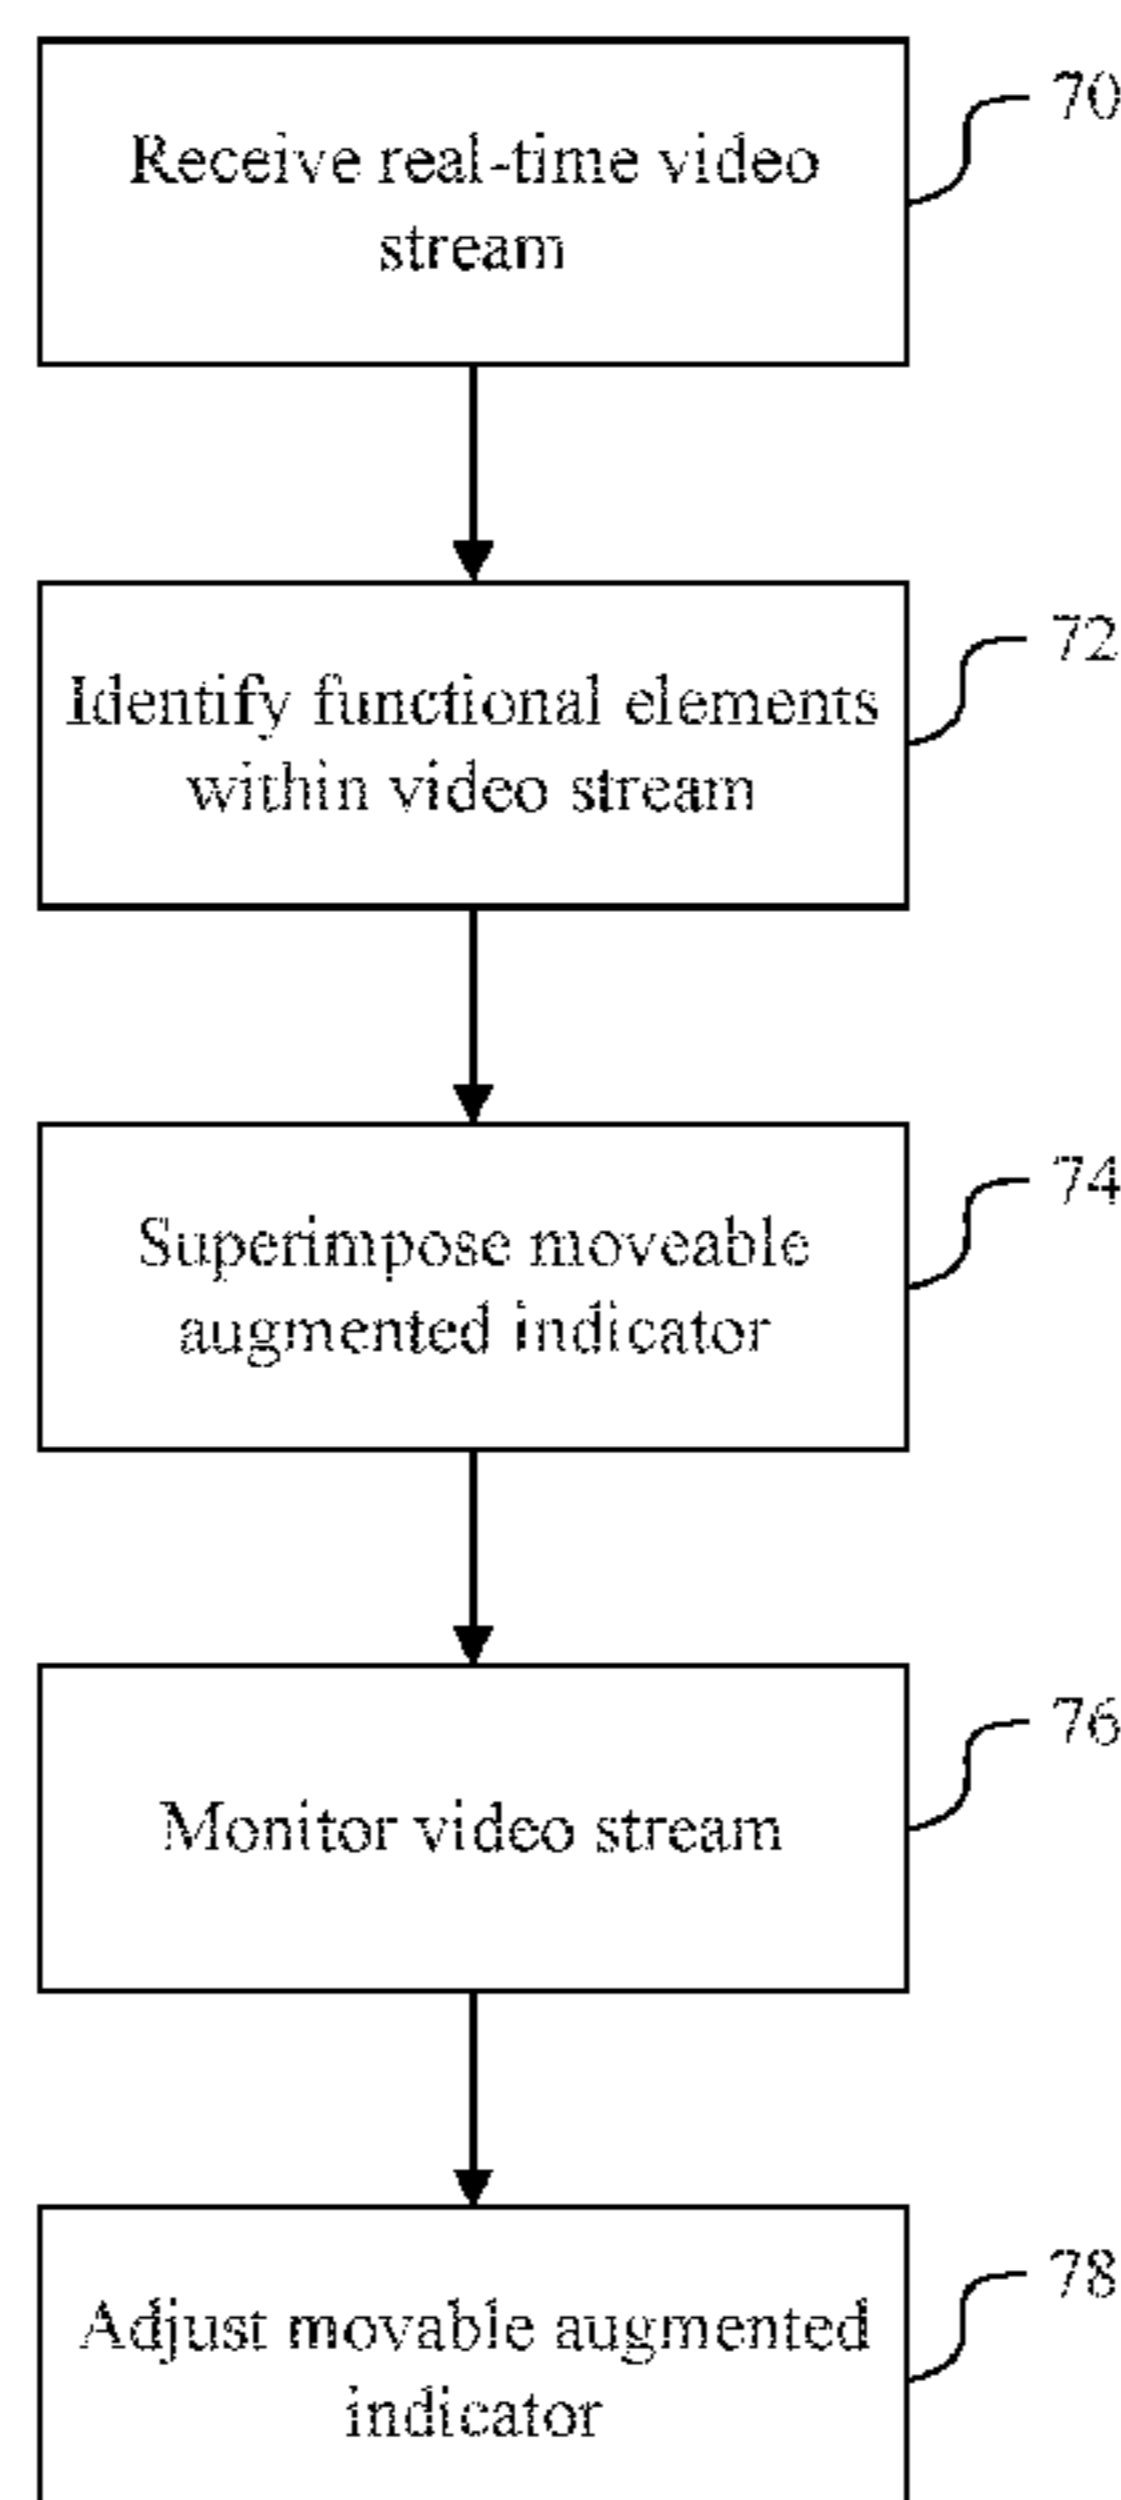 Receive real-time video
stream
70
Identify functional elements
within video stream
72
Superimpose moveable
augmented indicator
74
Monitor video stream
76
Adjust movable augmented
indicator
78